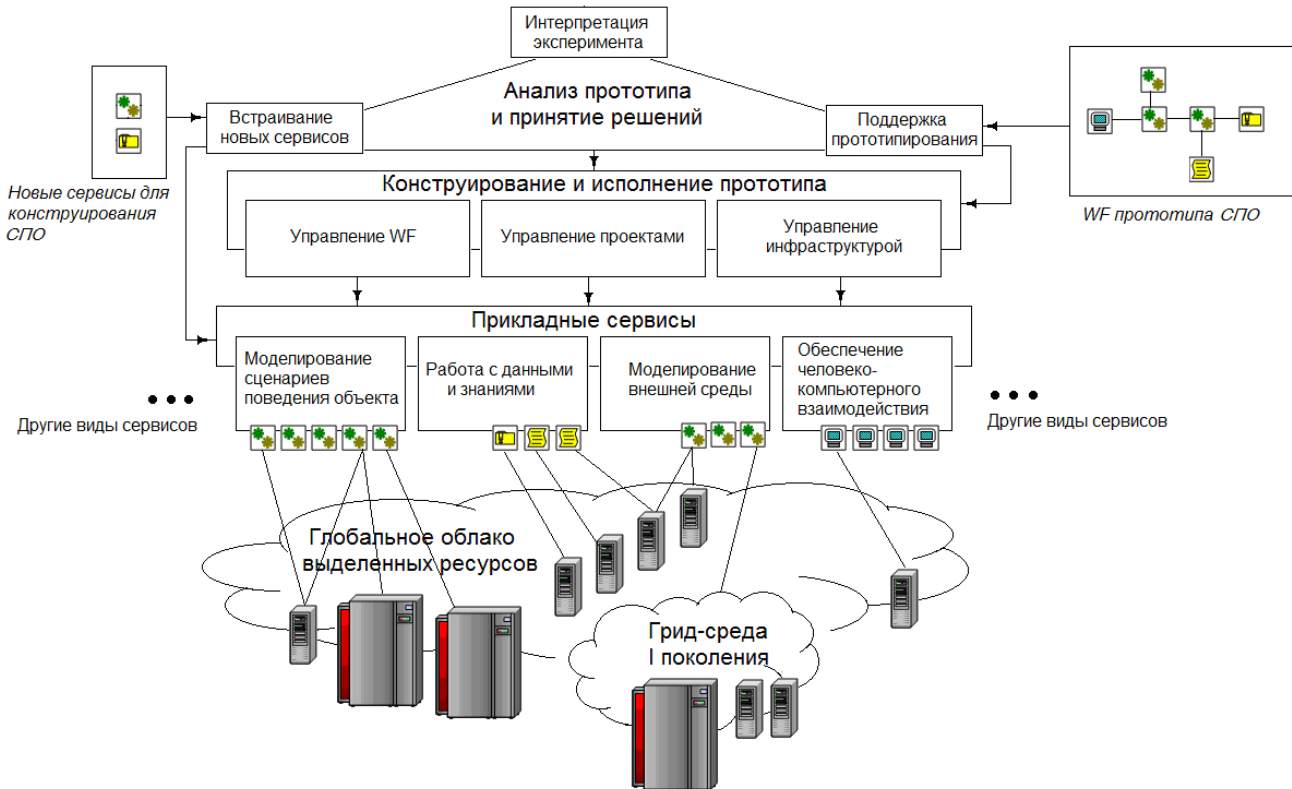 Интерпретация
эксперимента
Анализ прототипа
и принятие решений
Встраивание
новых сервисов
Поддержка
прототипирования
Новые сервисы для
конструирования
СПО
WF прототипа СПО
Конструирование и исполнение прототипа
Управление WF
Управление проектами
Управление
инфраструктурой
Прикладные сервисы
Моделирование
сценариев
поведения объекта
Работа с данными
и знаниями
Моделирование
внешней среды
Обеспечение
человеко-
компьютерного
взаимодействия
Другие виды сервисов
Другие виды сервисов
Глобальное облако
выделенных ресурсов
Грид-среда
I поколения